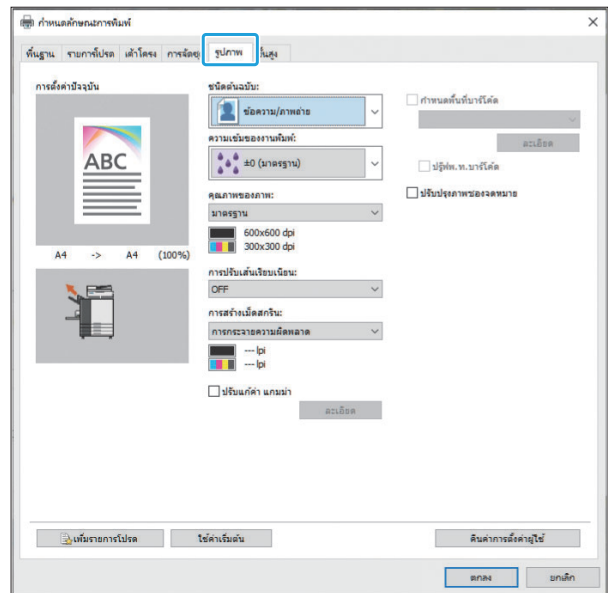 กำหนดลักษณะการพิมพ์
พื้นฐาน รายการโปรด เค้าโครง การจัดชุ รูปภาพ ขั้นสูง
การตั้งค่าปัจจุบัน
ABC
A4 -> A4 (100%)
ชนิดต้นฉบับ:
ข้อความ/ภาพถ่าย
ความเข้มของงานพิมพ์:
±0 (มาตรฐาน)
คุณภาพของภาพ:
มาตรฐาน
600x600 dpi
300x300 dpi
การปรับเส้นเรียบเนียน:
OFF
การสร้างเม็ดสกรีน:
การกระจายความผิดพลาด
--- lpi
--- lpi
ปรับแก้ค่า แกมม่า
ละเอียด
กำหนดพื้นที่บาร์โค้ด
ละเอียด
ปรับปรุงภาพของจดหมาย
เพิ่มรายการโปรด
ใช้ค่าเริ่มต้น
คืนค่าการตั้งค่าผู้ใช้
ตกลง
ยกเลิก